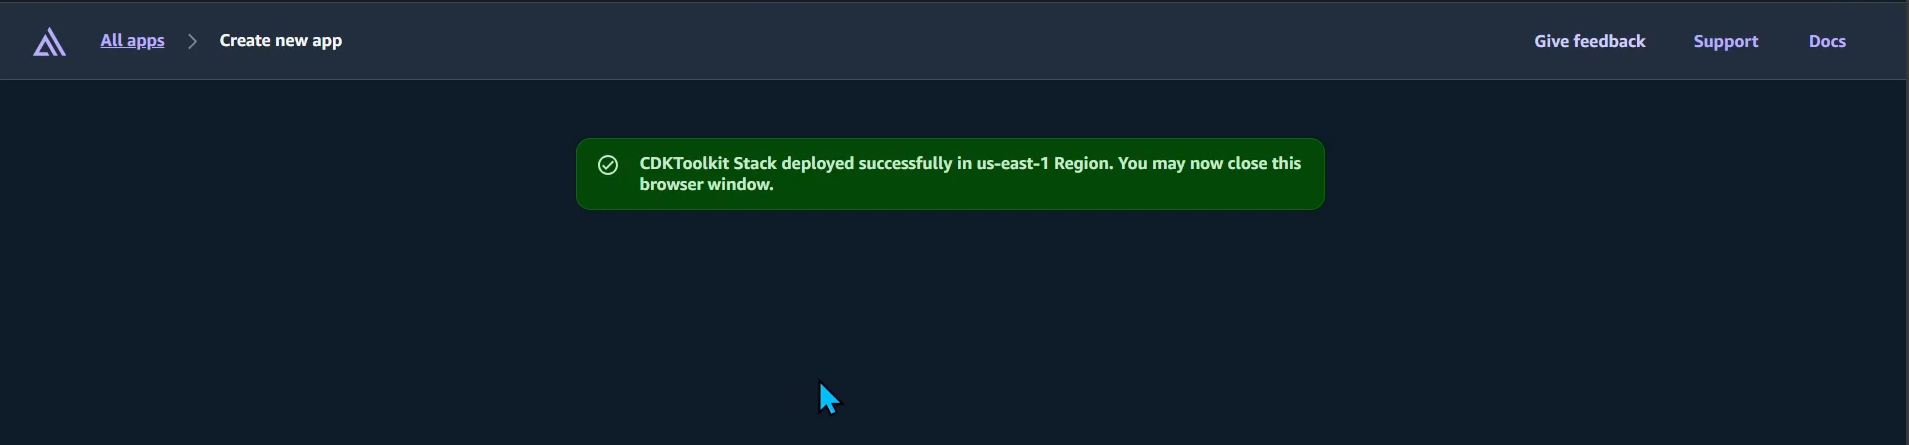 All apps
Create new app
Give feedback
Support
Docs
CDKToolkit Stack deployed successfully in us-east-1 Region. You may now close this
browser window.